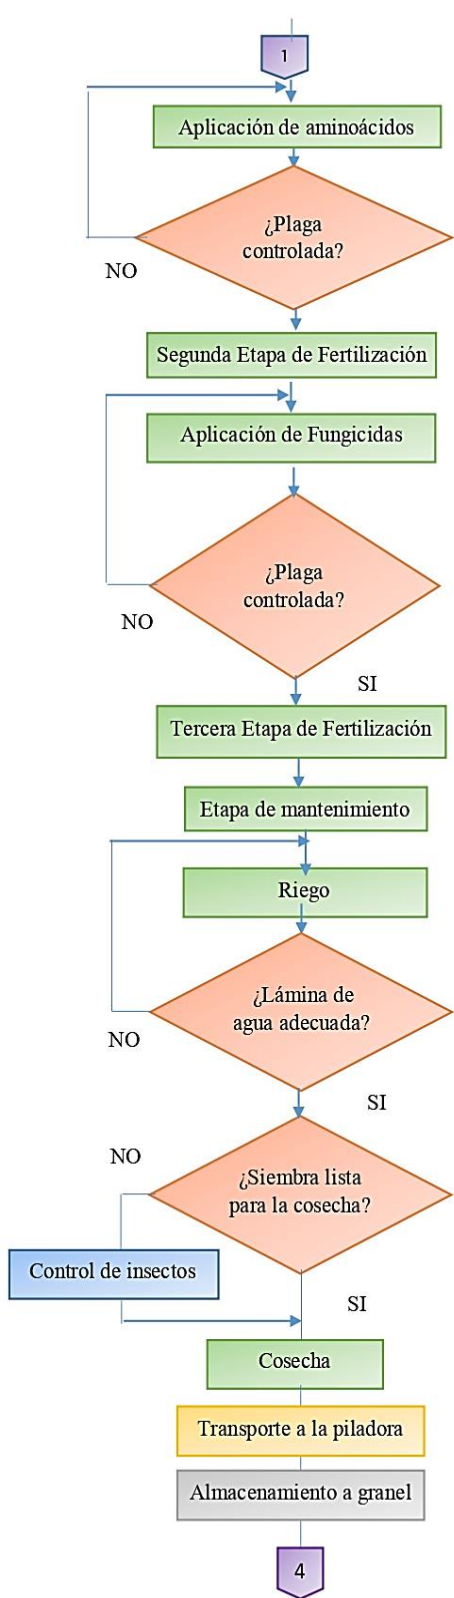 1
Aplicación de aminoácidos
¿Plaga
controlada?
NO
Segunda Etapa de Fertilización
Aplicación de Fungicidas
¿Plaga
controlada?
NO
SI
Tercera Etapa de Fertilización
Etapa de mantenimiento
Riego
¿Lámina de
agua adecuada?
NO
SI
NO
¿Siembra lista
para la cosecha?
Control de insectos
SI
Cosecha
Transporte a la piladora
Almacenamiento a granel
4